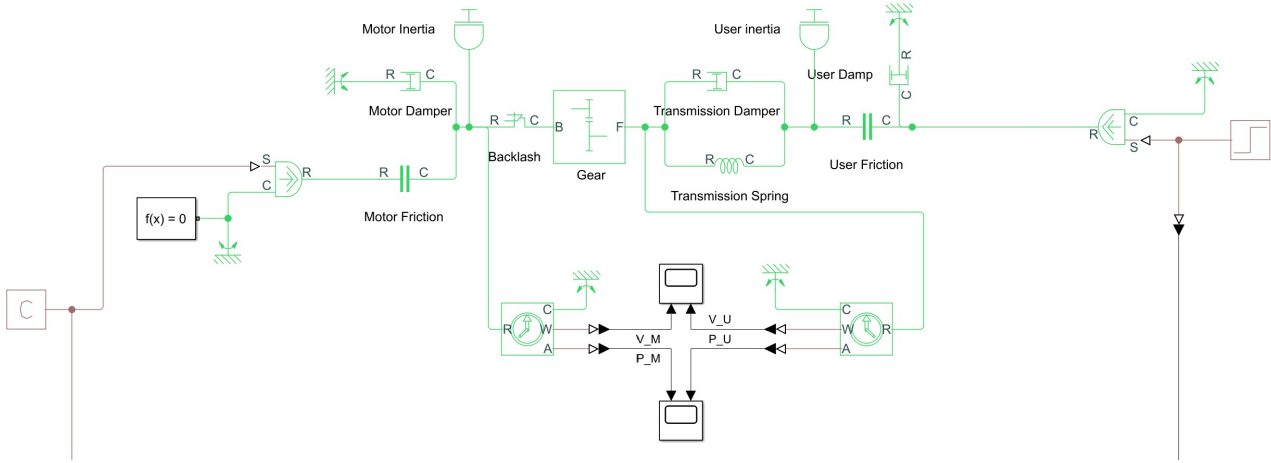 Motor Inertia
User inertia
R C
R C
R
User Damp
C
Motor Damper
Transmission Damper
C
R C
B F
R C
R
S
Backlash
User Friction
S
R
C
R C
R C
Gear
Transmission Spring
f(x) = 0
Motor Friction
C
C
C
V_U
R W
W R
V_M
P_U
A
P_M
A